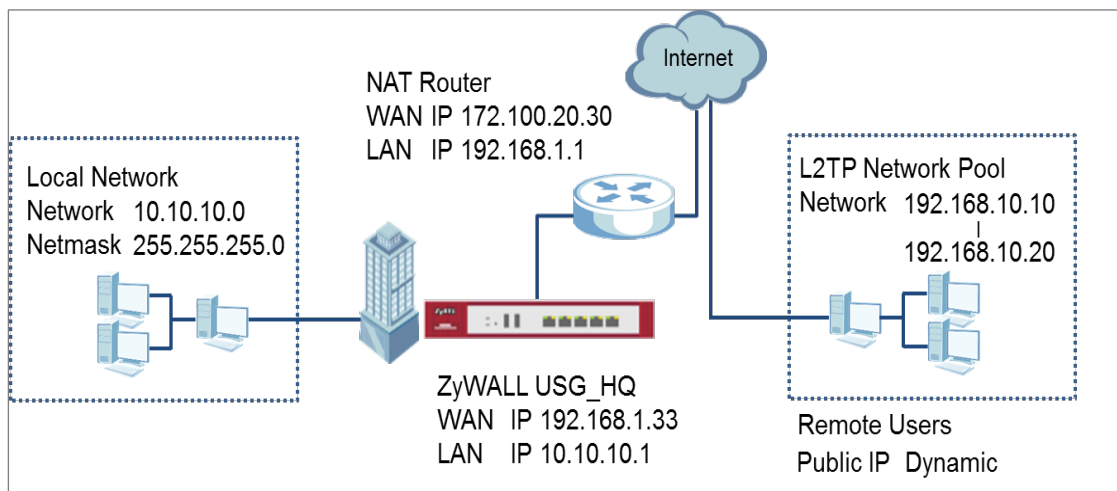 Internet
NAT Router
WAN IP 172.100.20.30
LAN IP 192.168.1.1
Local Network
Network 10.10.10.0
Netmask 255.255.255.0
L2TP Network Pool
Network 192.168.10.10
|
192.168.10.20
ZyXEL
ZyWALL USG_HQ
WAN IP 192.168.1.33
LAN IP 10.10.10.1
Remote Users
Public IP Dynamic